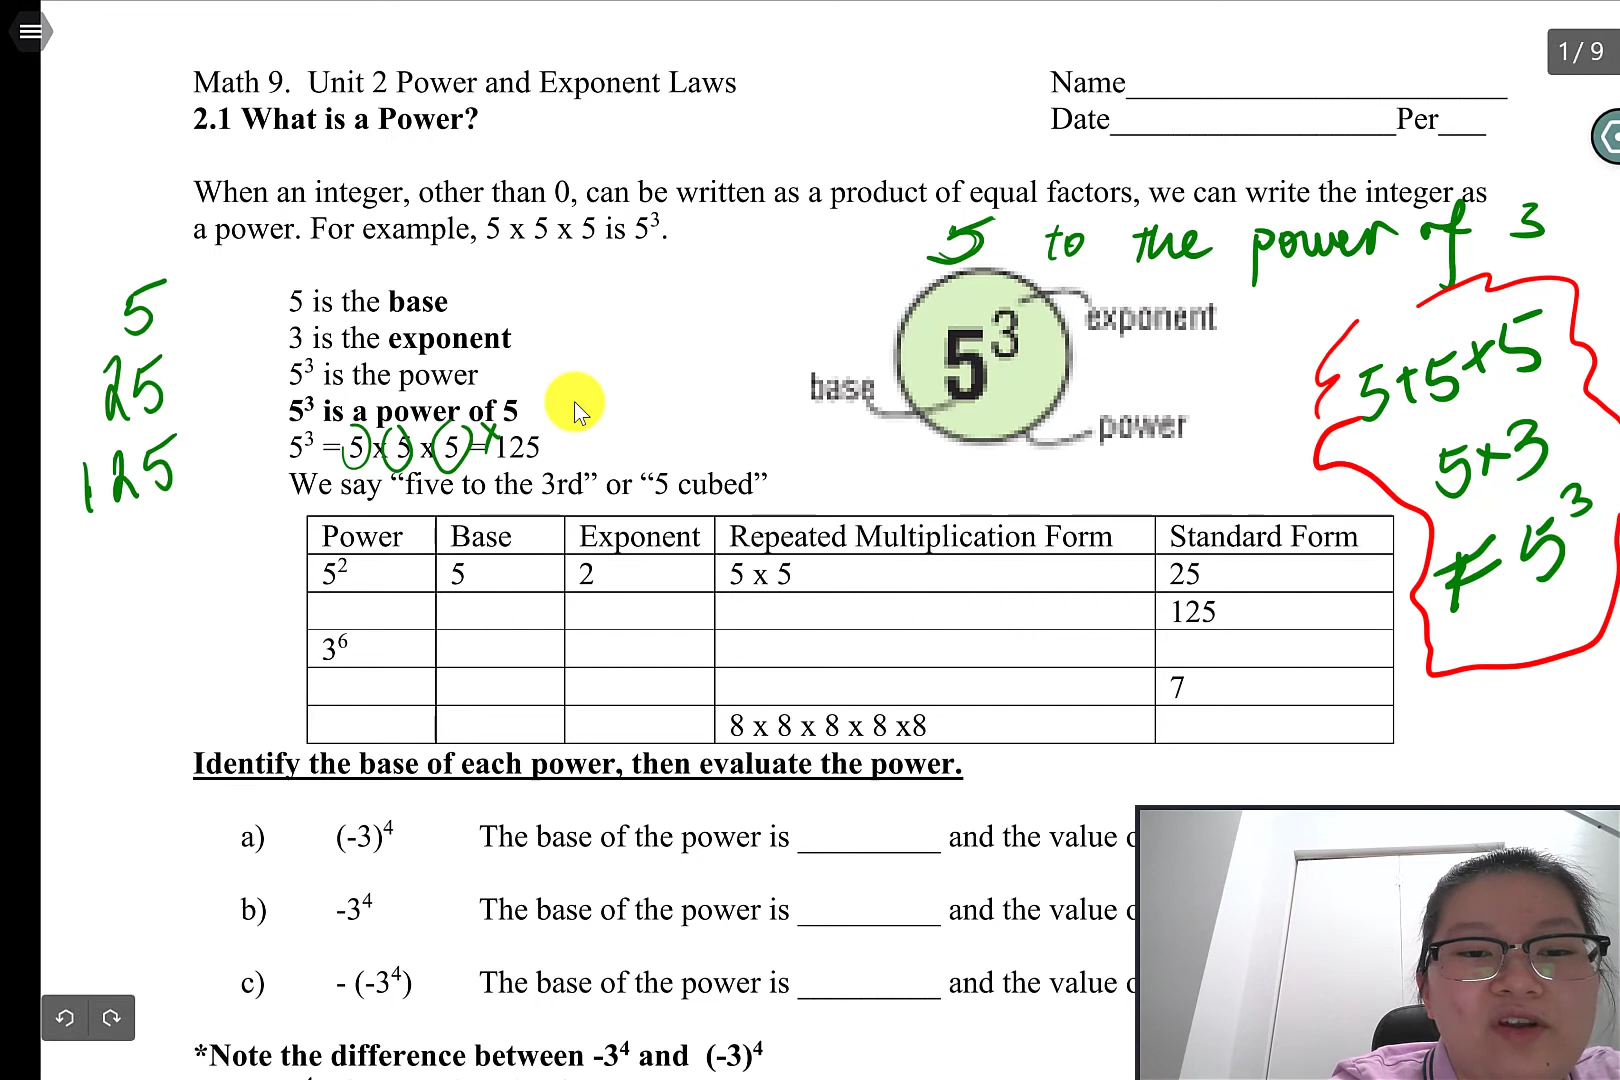 1 / 9
Math 9.  Unit 2 Power and Exponent Laws
Name
2.1 What is a Power?
Date Per
When an integer, other than 0, can be written as a product of equal factors, we can write the integer as
a power. For example, 5 x 5 x 5 is 5³.
5 to the power of 3
5
25
125
5 is the base
3 is the exponent
5³ is the power
5³ is a power of 5
5³ = 5 x 5 x 5 = 125
We say “five to the 3rd” or “5 cubed”
5³
exponent
base
power
5 + 5 × 5
5 × 3
≠ 5³
Power Base Exponent Repeated Multiplication Form Standard Form
5² 5 2 5 x 5 25
125
3⁶
7
8 x 8 x 8 x 8 x8
Identify the base of each power, then evaluate the power.
a) (-3)⁴ The base of the power is __________ and the value
b) -3⁴ The base of the power is __________ and the value
c) - (-3⁴) The base of the power is __________ and the value
*Note the difference between -3⁴ and  (-3)⁴